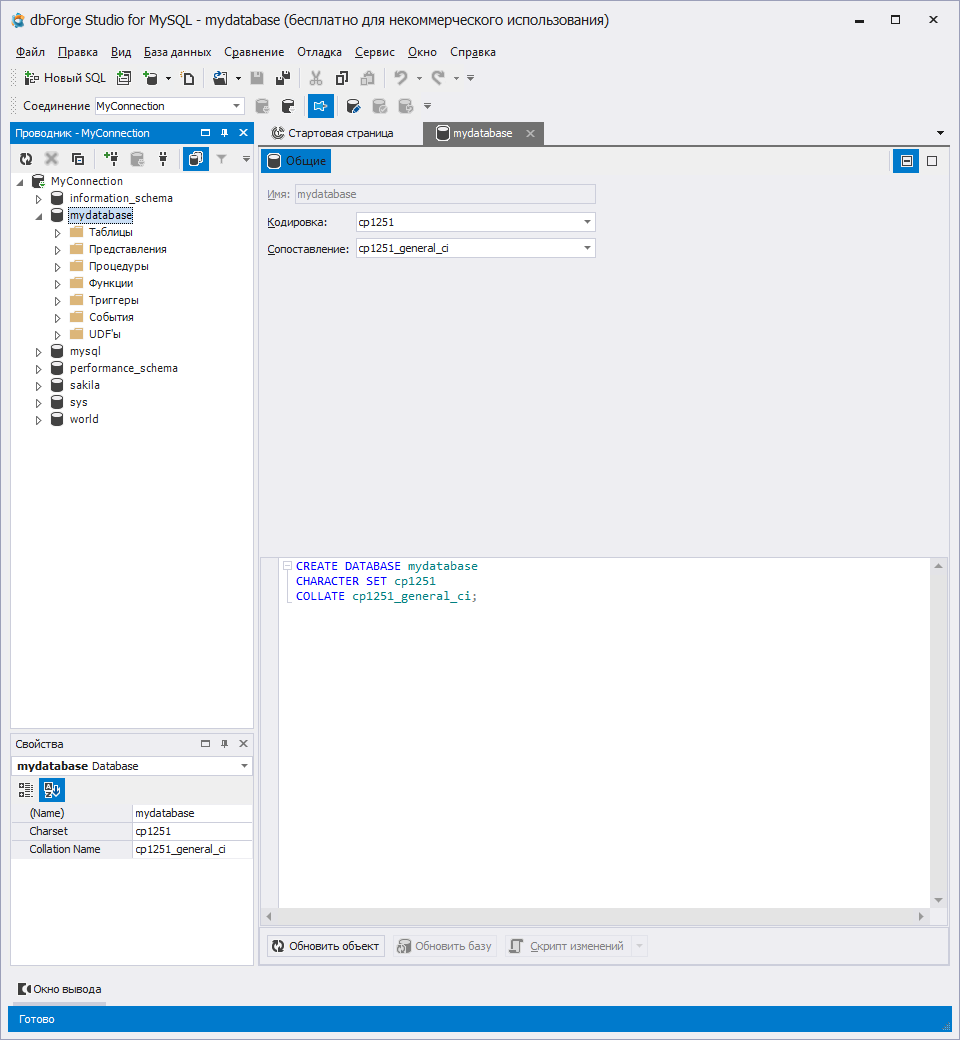 dbForge Studio for MySQL - mydatabase (бесплатно для некоммерческого использования)
Файл Правка Вид База данных Сравнение Отладка Сервис Окно Справка
Новый SQL
Соединение MyConnection
Проводник - MyConnection
Стартовая страница mydatabase
Общие
MyConnection
information_schema
mydatabase
Таблицы
Представления
Процедуры
Функции
Триггеры
События
UDF'ы
mysql
performance_schema
sakila
sys
world
Имя: mydatabase
Кодировка: cp1251
Сопоставление: cp1251_general_ci
CREATE DATABASE mydatabase
CHARACTER SET cp1251
COLLATE cp1251_general_ci;
Свойства
mydatabase Database
(Name) mydatabase
Charset cp1251
Collation Name cp1251_general_ci
Обновить объект Обновить базу Скрипт изменений
Окно вывода
Готово